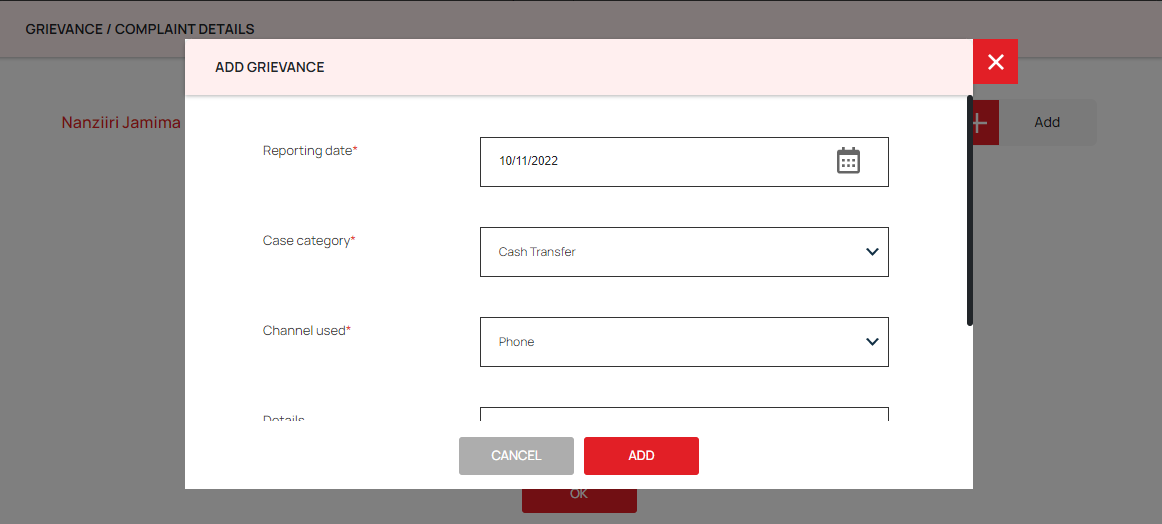 GRIEVANCE / COMPLAINT DETAILS
ADD GRIEVANCE
Nanziiri Jamima
Add
Reporting date*
10/11/2022
Case category*
Cash Transfer
Channel used*
Phone
Details
CANCEL
ADD
OK